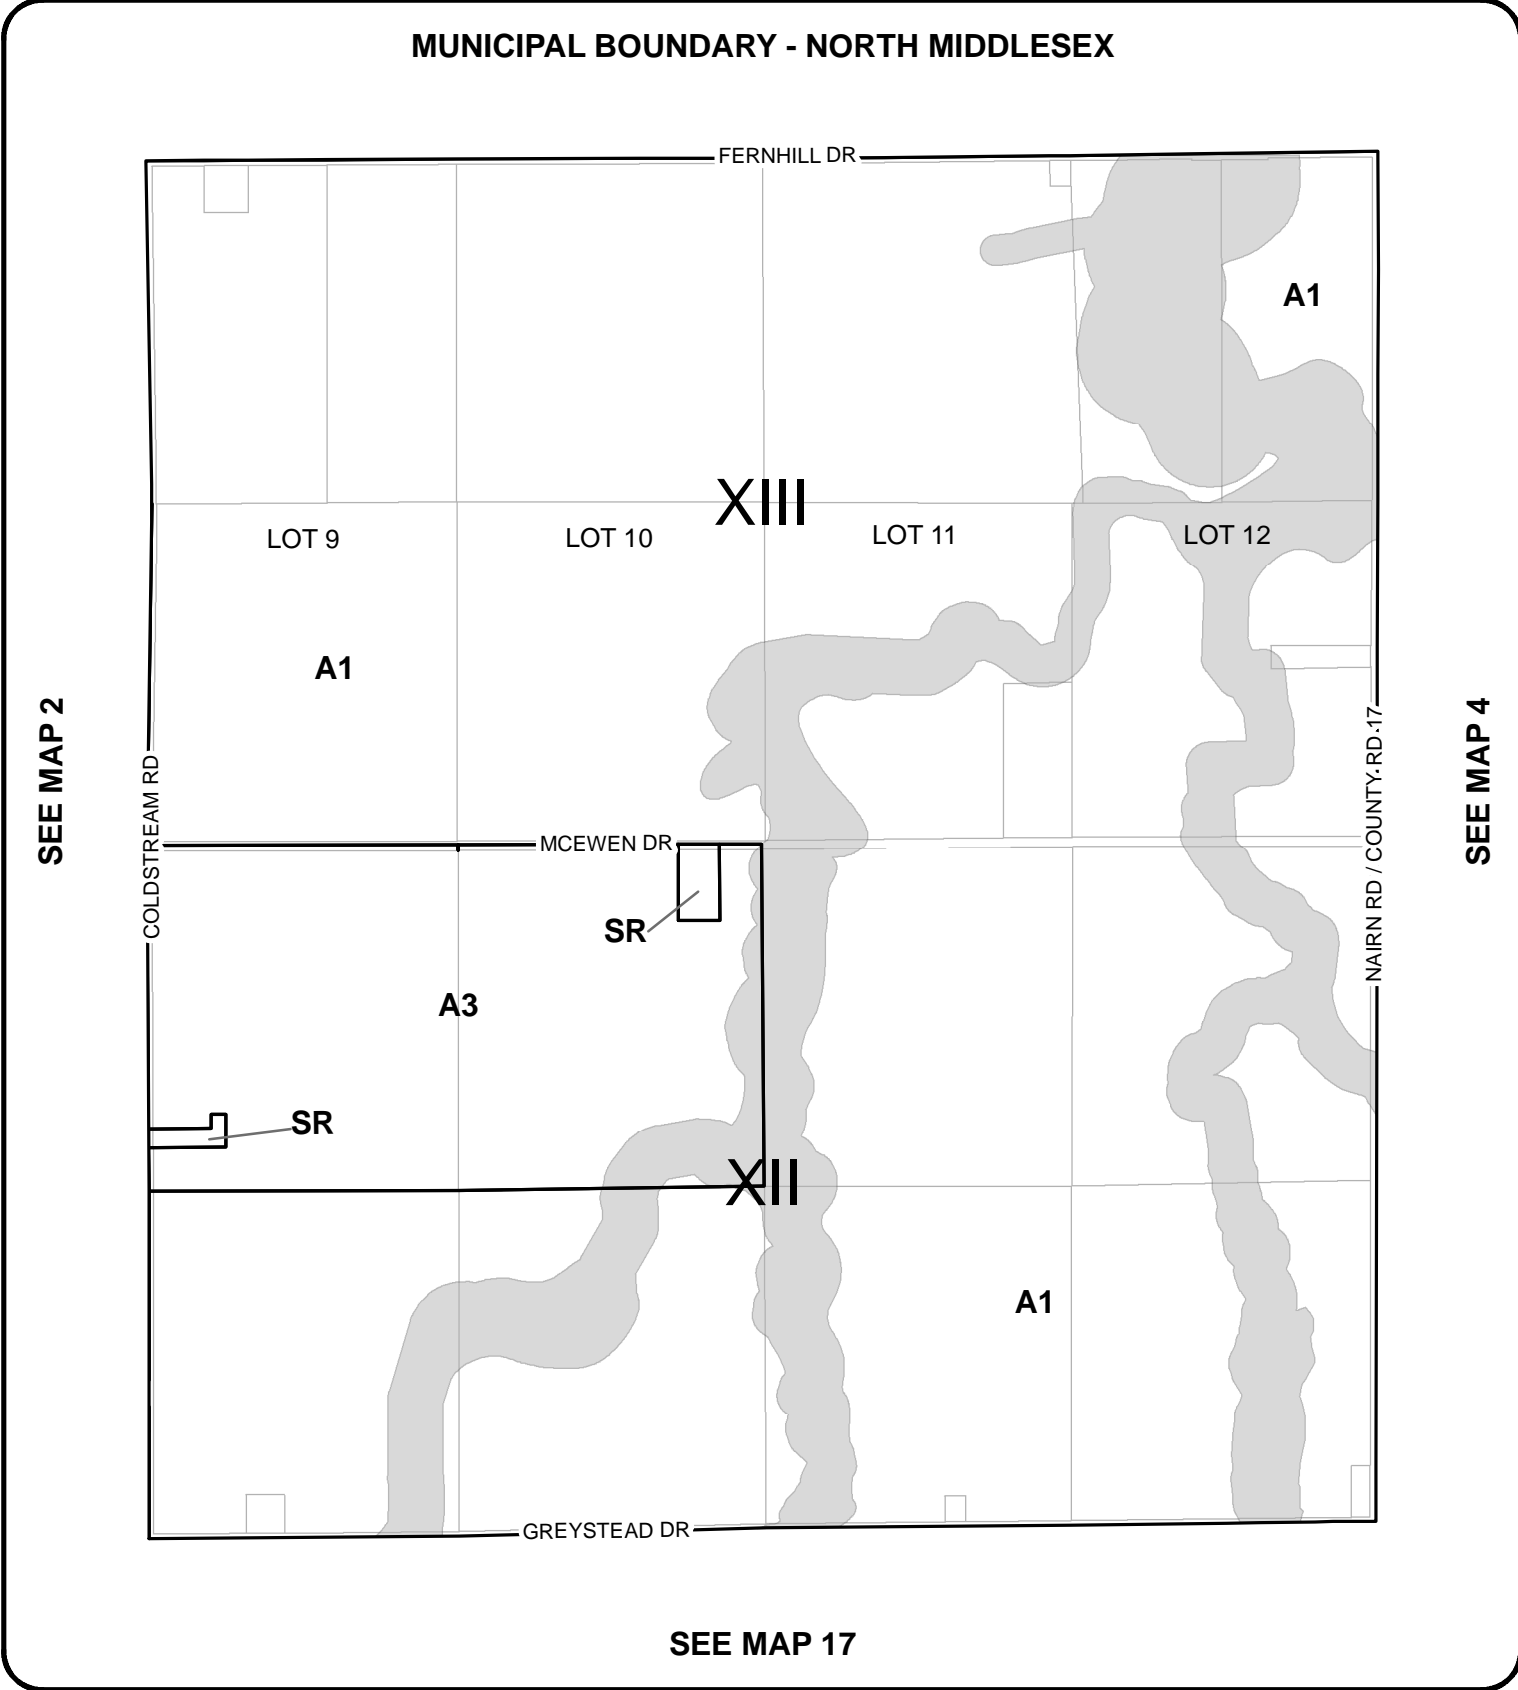 MUNICIPAL BOUNDARY - NORTH MIDDLESEX
FERNHILL DR
A1
XIII
LOT 9
LOT 10
LOT 11
LOT 12
A1
SEE MAP 2
COLDSTREAM RD
MCEWEN DR
NAIRN RD / COUNTY RD 17
SEE MAP 4
SR
A3
SR
XII
A1
GREYSTEAD DR
SEE MAP 17